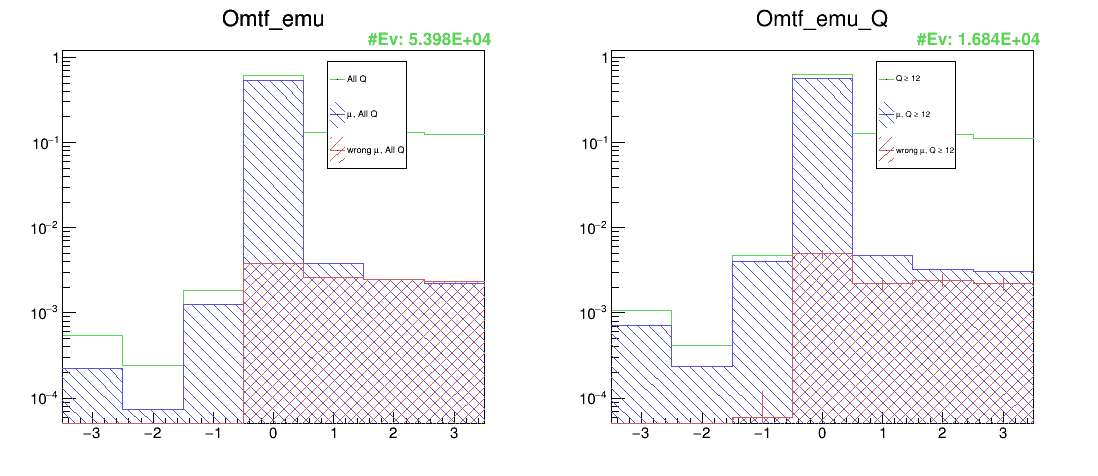 Omtf_emu
#Ev: 5.398E+04
1
10⁻¹
10⁻²
10⁻³
10⁻⁴
All Q
μ, All Q
wrong μ, All Q
−3 −2 −1 0 1 2 3
Omtf_emu_Q
#Ev: 1.684E+04
1
10⁻¹
10⁻²
10⁻³
10⁻⁴
Q ≥ 12
μ, Q ≥ 12
wrong μ, Q ≥ 12
−3 −2 −1 0 1 2 3